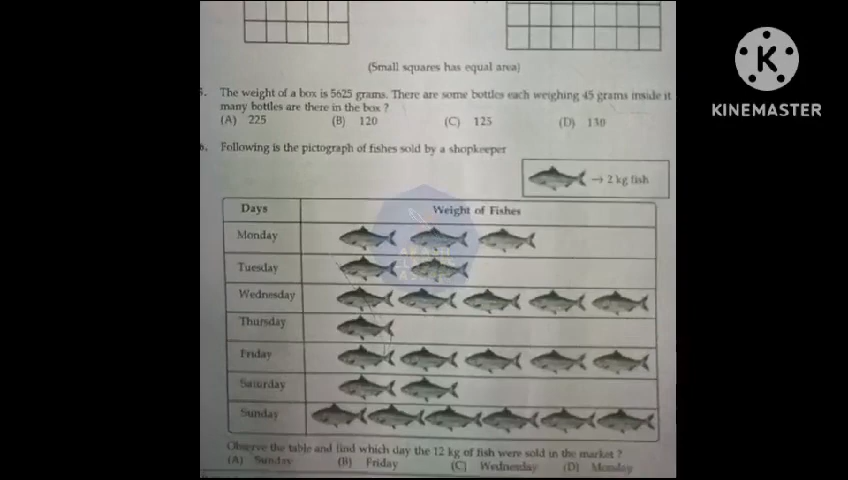 (Small squares has equal area)
5. The weight of a box is 5625 grams. There are some bottles each weighing 45 grams inside it
many bottles are there in the box ?
(A) 225 (B) 120 (C) 125 (D) 130
6. Following is the pictograph of fishes sold by a shopkeeper
→ 2 kg fish
Days Weight of Fishes
Monday
Tuesday
Wednesday
Thursday
Friday
Saturday
Sunday
Observe the table and find which day the 12 kg of fish were sold in the market ?
(A) Sunday (B) Friday (C) Wednesday (D) Monday
K
KINEMASTER